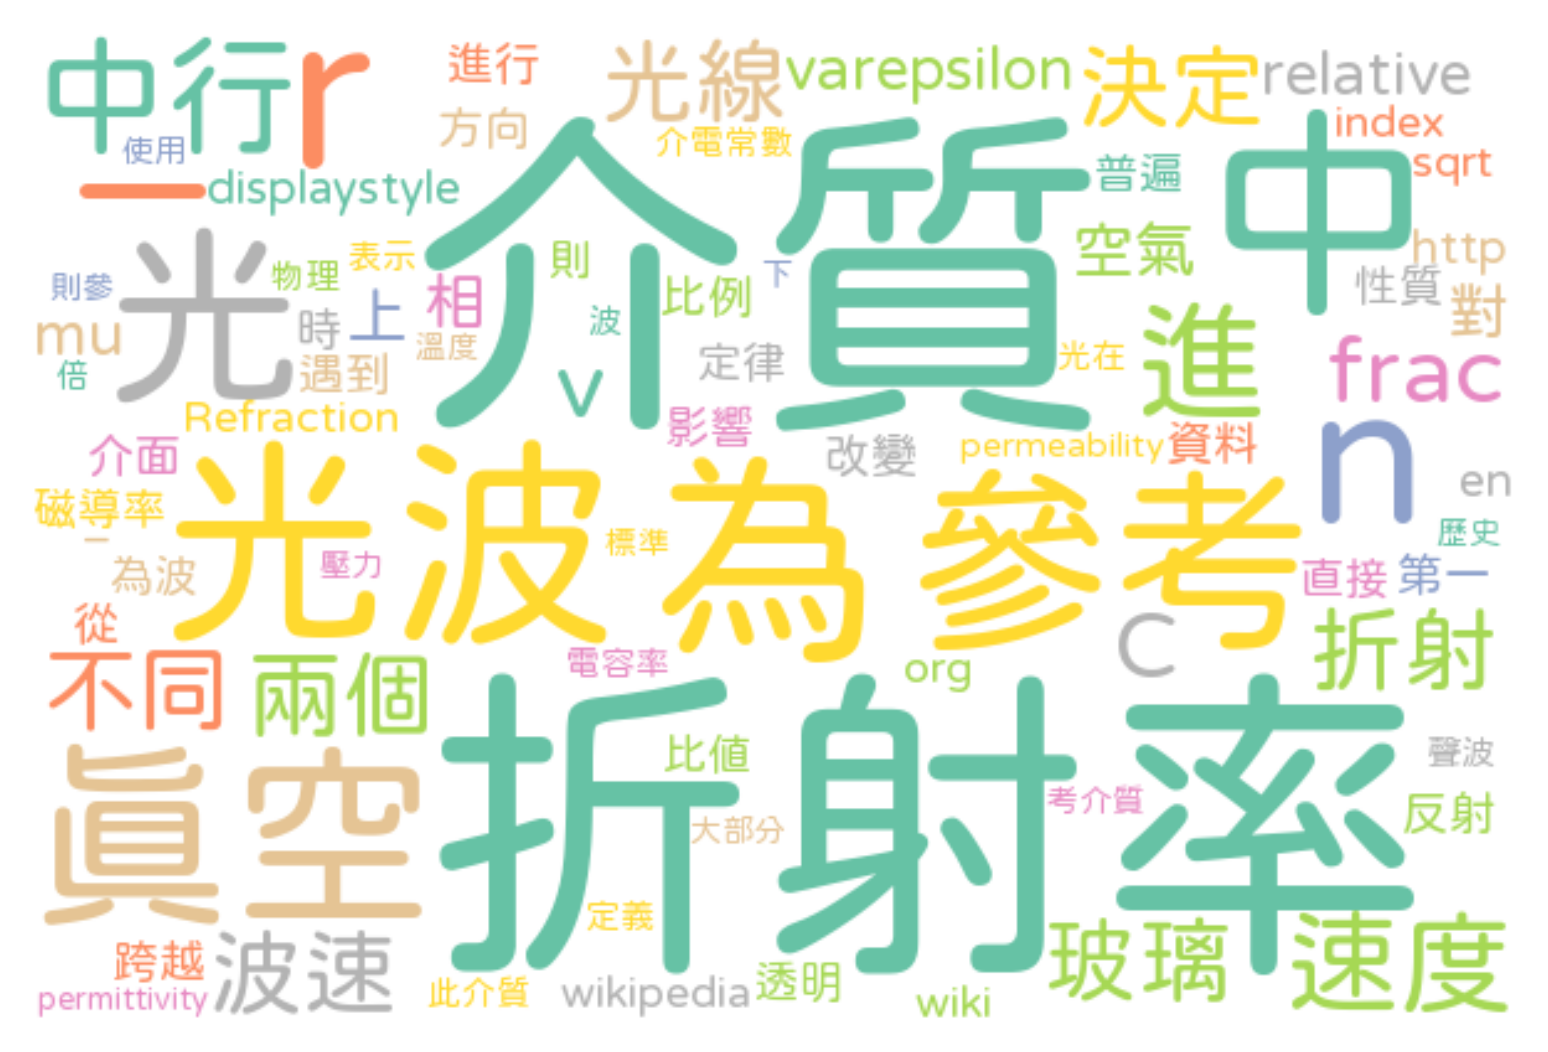 中行
r
進行
光線
varepsilon
決定
relative
方向
介電常數
index
使用
一
displaystyle
介質
普遍
中
sqrt
光
物理
表示
則
下
空氣
http
則參
相
比例
性質
mu
時
上
波
對
倍
遇到
溫度
v
定律
光在
進
frac
Refraction
影響
改變
permeability
資料
n
介面
en
磁導率
一
光波
為
參考
標準
歷史
為波
壓力
直接
第一
從
C
不同
兩個
電容率
org
折射
真空
折射率
比值
聲波
大部分
考介質
反射
定義
跨越
波速
玻璃
速度
permittivity
此介質
wikipedia
透明
wiki